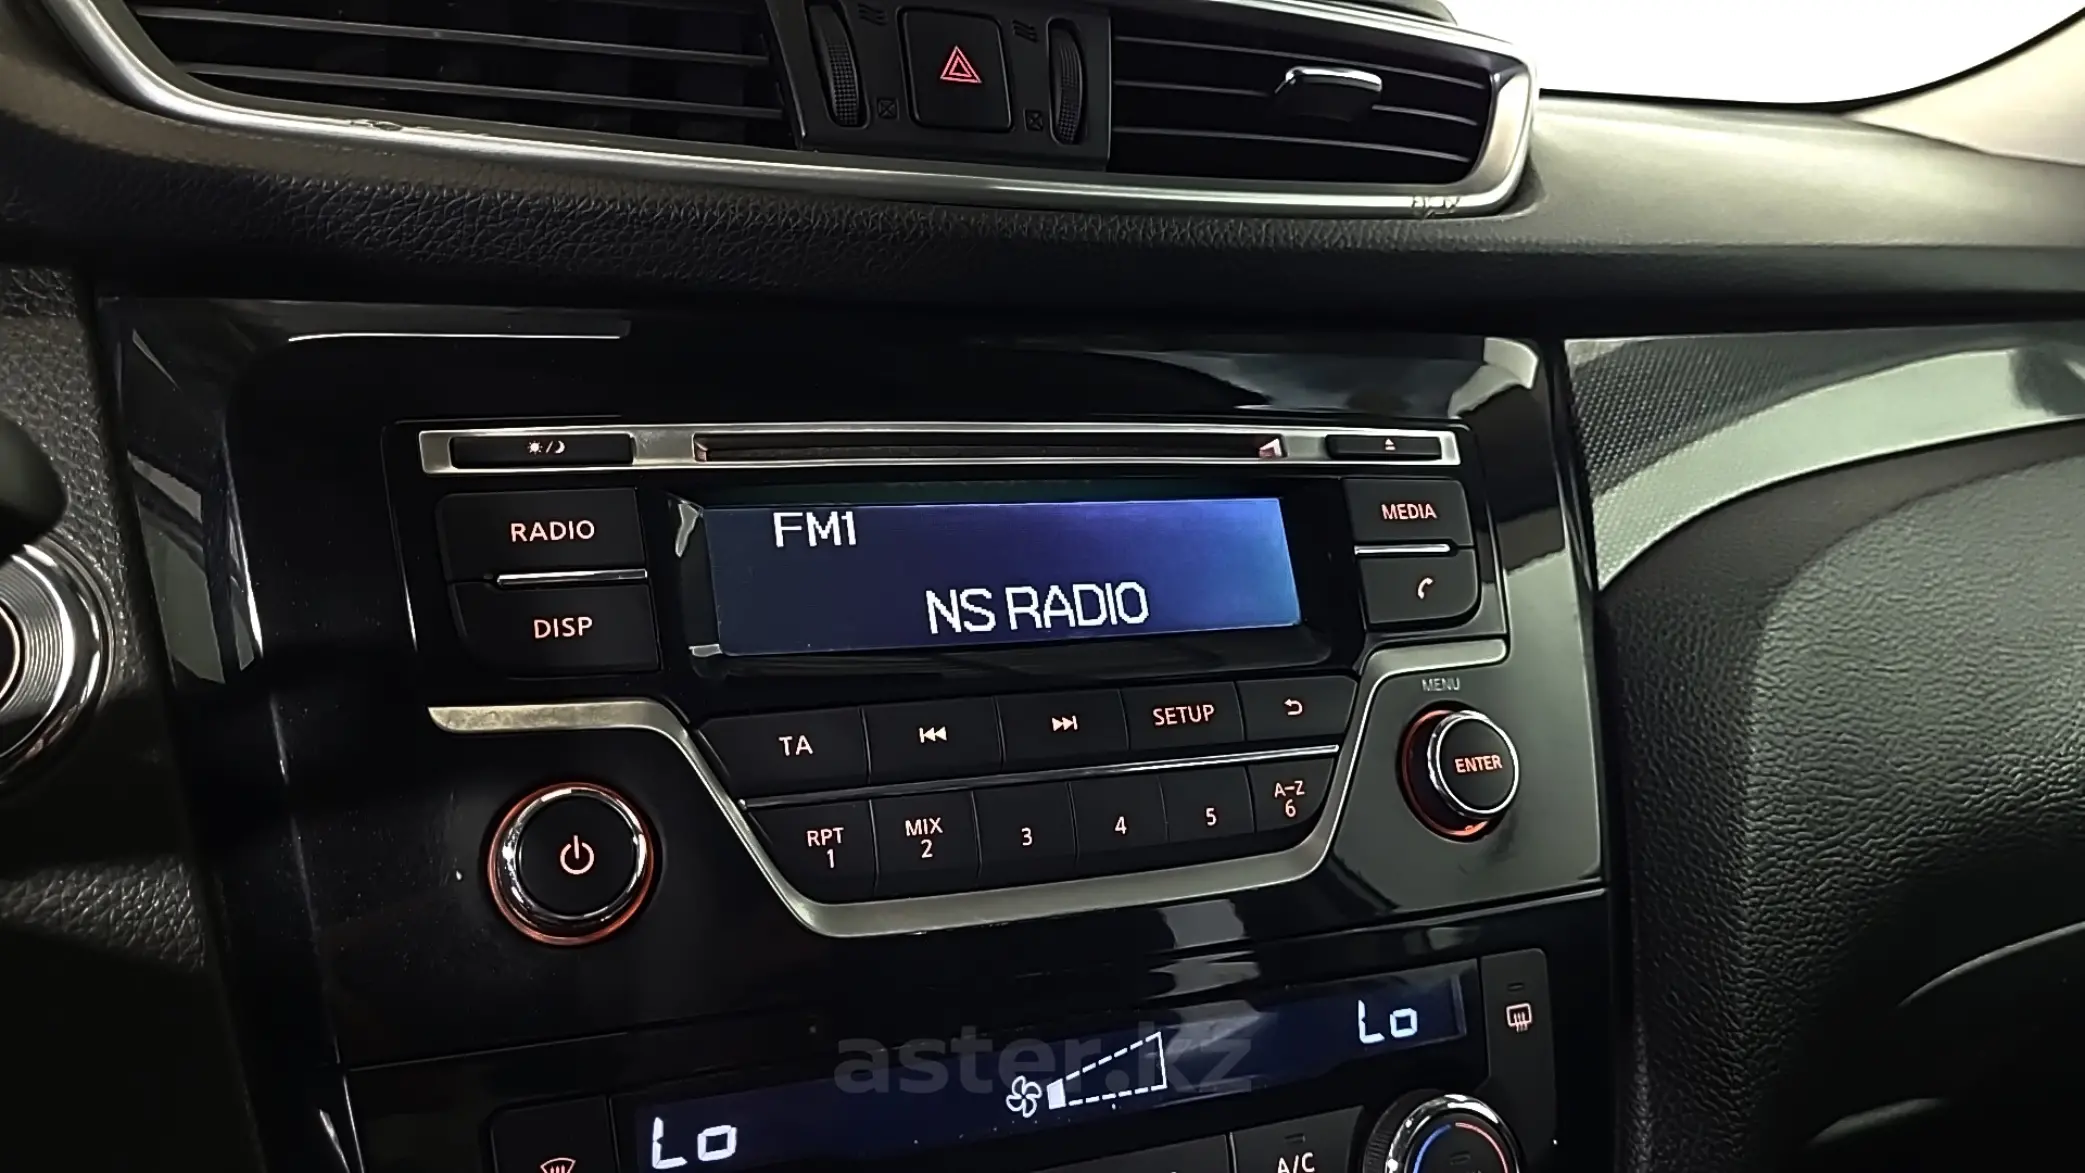 RADIO
DISP
FM1
NS RADIO
MEDIA
MENU
TA
SETUP
ENTER
RPT
1
MIX
2
3
4
5
A-Z
6
Lo
aster.kz
Lo
A/C